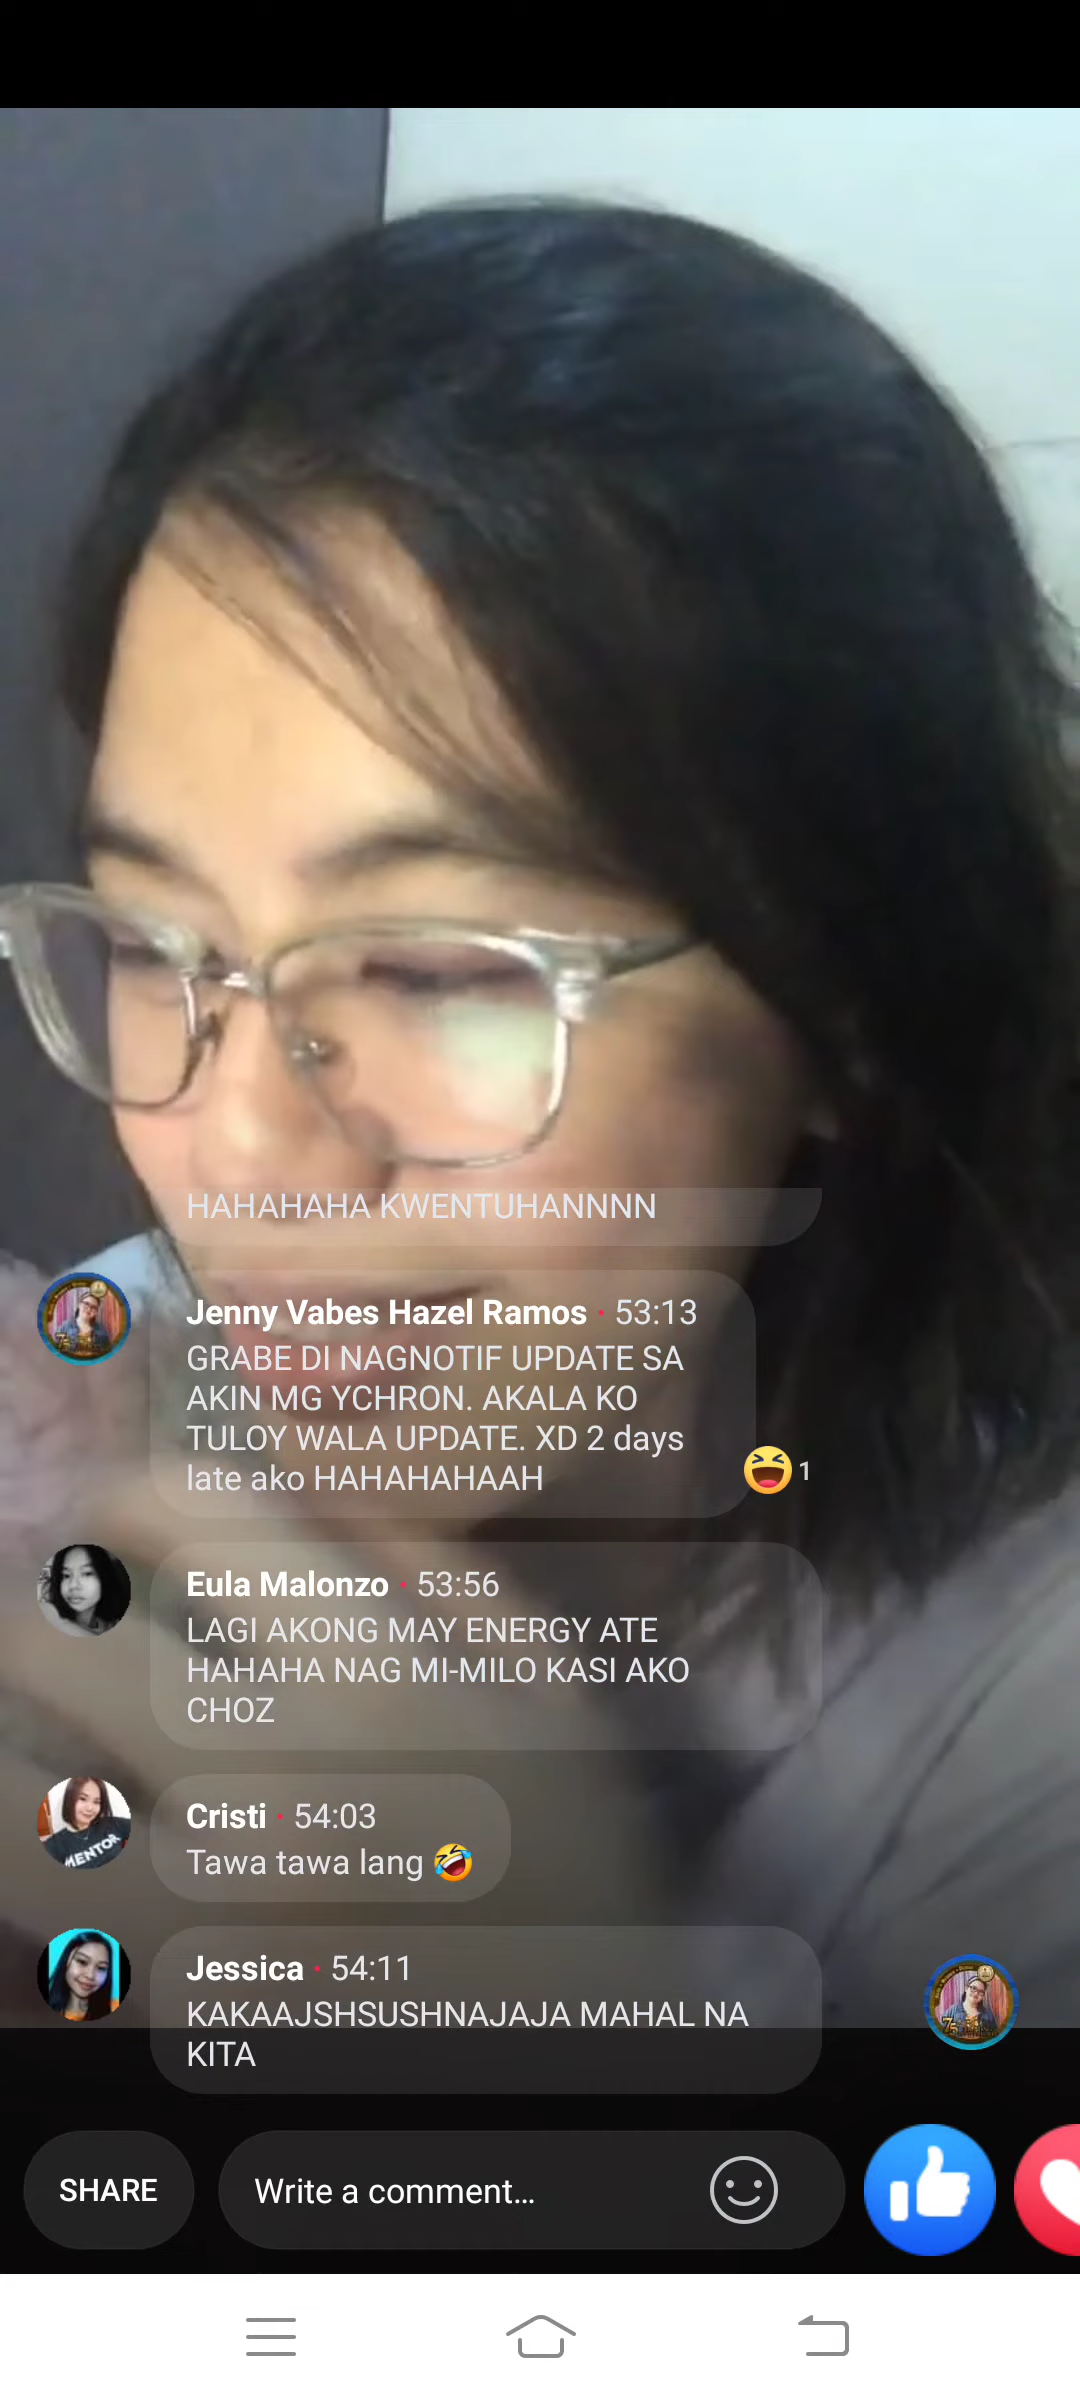 HAHAHAHA KWENTUHANNNN
Jenny Vabes Hazel Ramos · 53:13
GRABE DI NAGNOTIF UPDATE SA
AKIN MG YCHRON. AKALA KO
TULOY WALA UPDATE. XD 2 days
late ako HAHAHAHAAH
😆 1
Eula Malonzo · 53:56
LAGI AKONG MAY ENERGY ATE
HAHAHA NAG MI-MILO KASI AKO
CHOZ
Cristi · 54:03
Tawa tawa lang 🤣
MENTOR
Jessica · 54:11
KAKAAJSHSUSHNAJAJA MAHAL NA
KITA
SHARE
Write a comment...